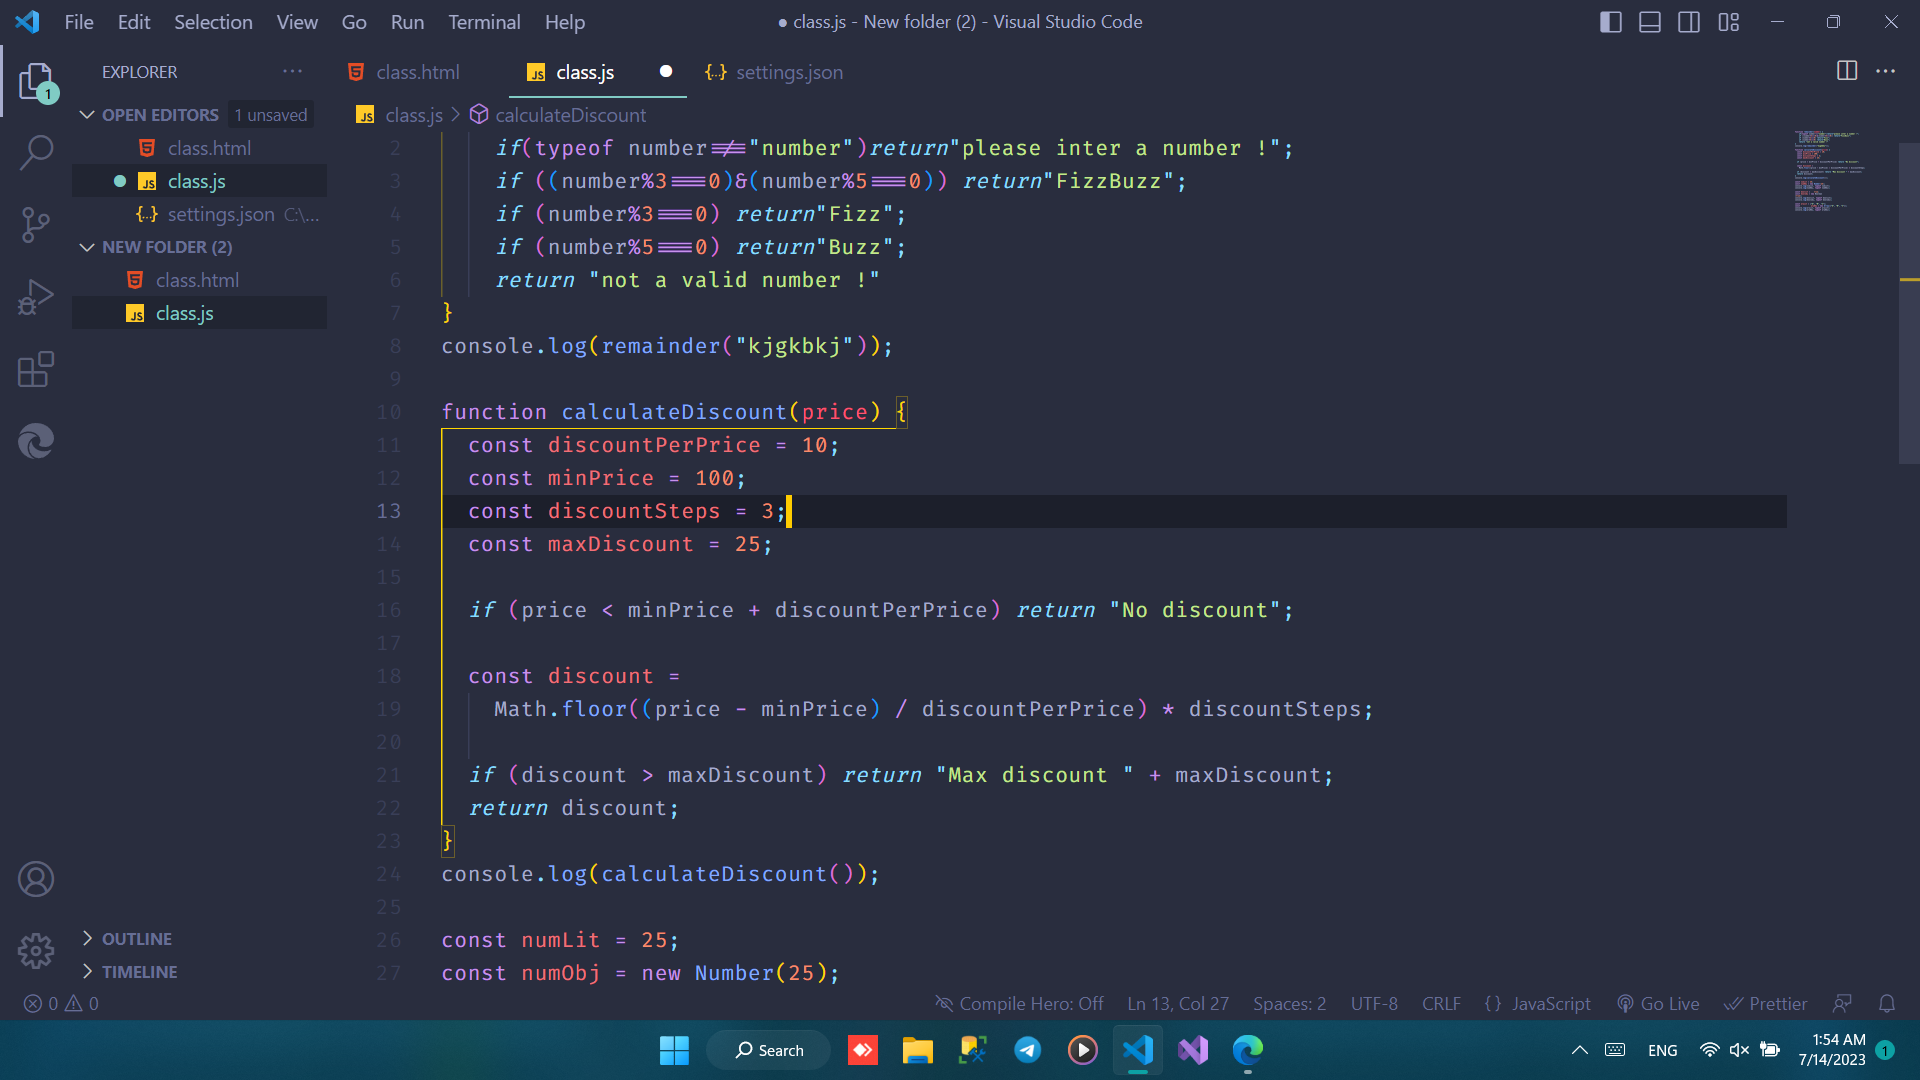 File Edit Selection View Go Run Terminal Help
● class.js - New folder (2) - Visual Studio Code
EXPLORER ···
1
OPEN EDITORS 1 unsaved
class.html
JS class.js
{..} settings.json C:\...
NEW FOLDER (2)
class.html
JS class.js
OUTLINE
TIMELINE
class.html
JS class.js
{..} settings.json
JS class.js > calculateDiscount
2 if(typeof number!=="number")return"please inter a number !";
3 if ((number%3===0)&(number%5===0)) return"FizzBuzz";
4 if (number%3===0) return"Fizz";
5 if (number%5===0) return"Buzz";
6 return "not a valid number !"
7 }
8 console.log(remainder("kjgkbkj"));
9
10 function calculateDiscount(price) {
11 const discountPerPrice = 10;
12 const minPrice = 100;
13 const discountSteps = 3;
14 const maxDiscount = 25;
15
16 if (price < minPrice + discountPerPrice) return "No discount";
17
18 const discount =
19 Math.floor((price - minPrice) / discountPerPrice) * discountSteps;
20
21 if (discount > maxDiscount) return "Max discount " + maxDiscount;
22 return discount;
23 }
24 console.log(calculateDiscount());
25
26 const numLit = 25;
27 const numObj = new Number(25);
0 0
Compile Hero: Off Ln 13, Col 27 Spaces: 2 UTF-8 CRLF {} JavaScript Go Live Prettier
Search
ENG
1:54 AM
7/14/2023
1